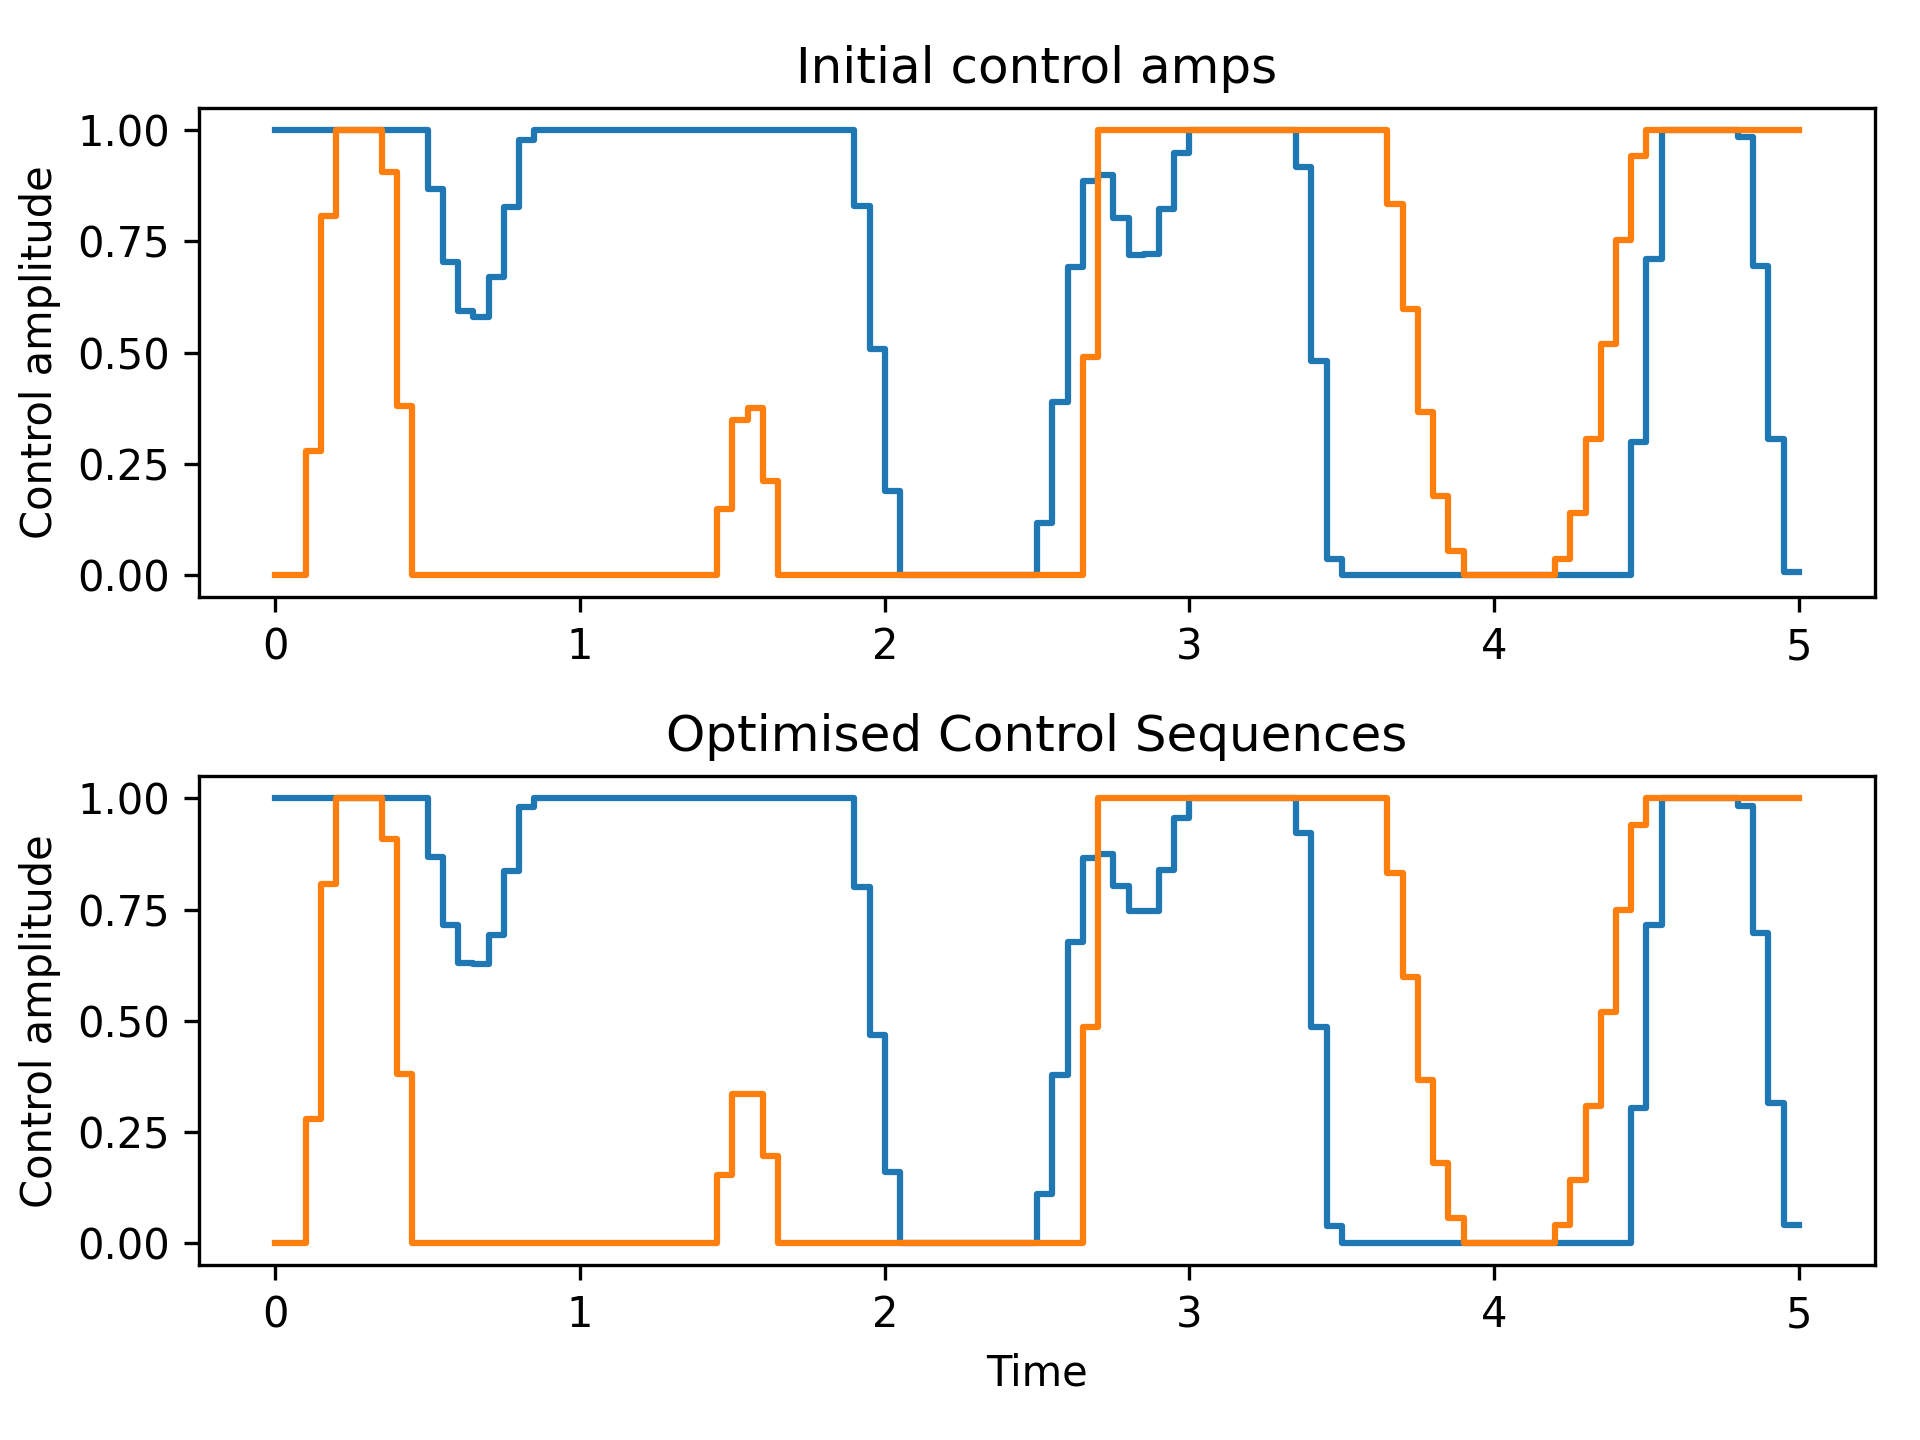 Initial control amps
Control amplitude
1.00
0.75
0.50
0.25
0.00
0 1 2 3 4 5
Optimised Control Sequences
Control amplitude
1.00
0.75
0.50
0.25
0.00
0 1 2 3 4 5
Time